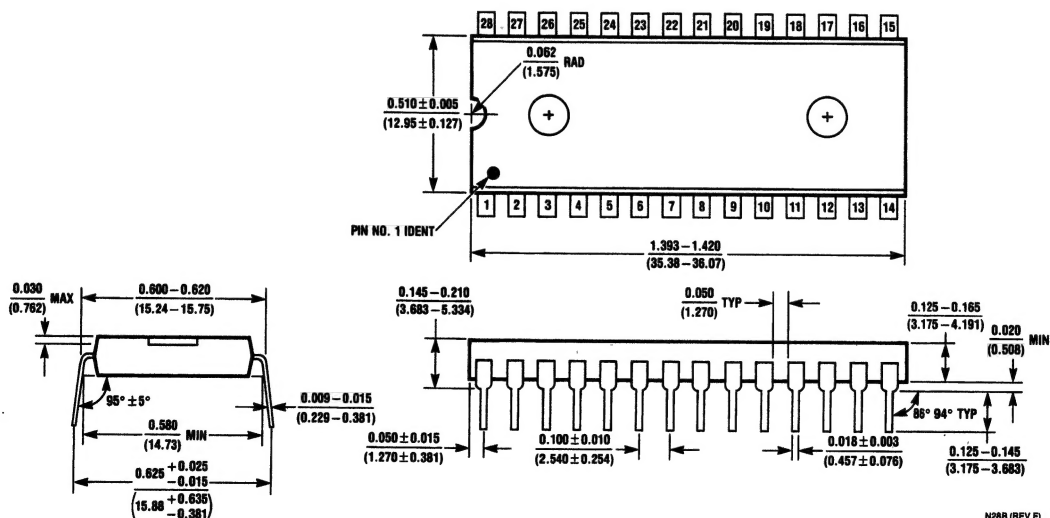 28 27 26 25 24 23 22 21 20 19 18 17 16 15
0.062
(1.575) RAD
0.510 ± 0.005
(12.95 ± 0.127)
1 2 3 4 5 6 7 8 9 10 11 12 13 14
PIN NO. 1 IDENT
1.393 – 1.420
(35.38 – 36.07)
0.030
(0.762) MAX
0.600 – 0.620
(15.24 – 15.75)
95° ± 5°
0.580
(14.73) MIN
0.009 – 0.015
(0.229 – 0.381)
0.625 + 0.025
– 0.015
(15.88 + 0.635
– 0.381)
0.145 – 0.210
(3.683 – 5.334)
0.050
(1.270) TYP
0.125 – 0.165
(3.175 – 4.191)
0.020
(0.508) MIN
86° 94° TYP
0.050 ± 0.015
(1.270 ± 0.381)
0.100 ± 0.010
(2.540 ± 0.254)
0.018 ± 0.003
(0.457 ± 0.076)
0.125 – 0.145
(3.175 – 3.683)
N28B (REV E)